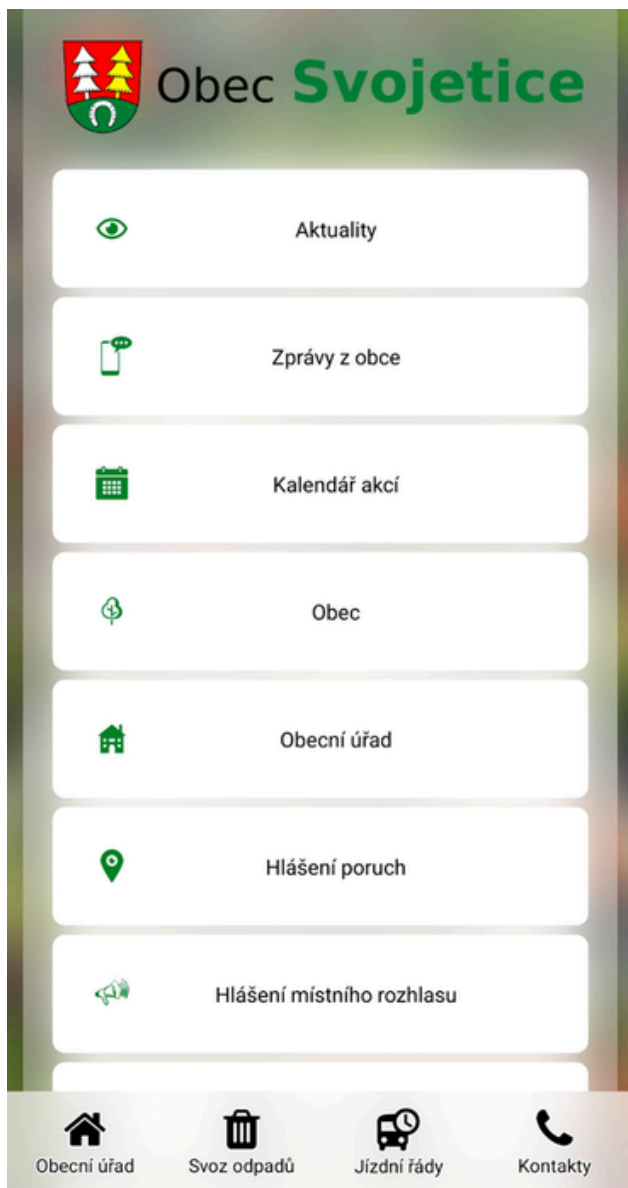 Obec Svojetice
Aktuality
Zprávy z obce
Kalendář akcí
Obec
Obecní úřad
Hlášení poruch
Hlášení místního rozhlasu
Obecní úřad
Svoz odpadů
Jízdní řády
Kontakty